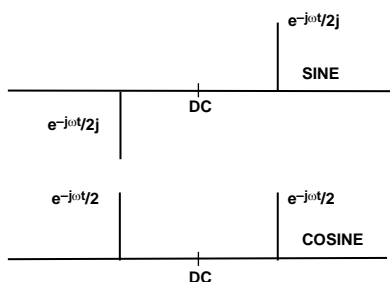 e–jωt/2j
SINE
DC
e–jωt/2j
e–jωt/2
e–jωt/2
COSINE
DC